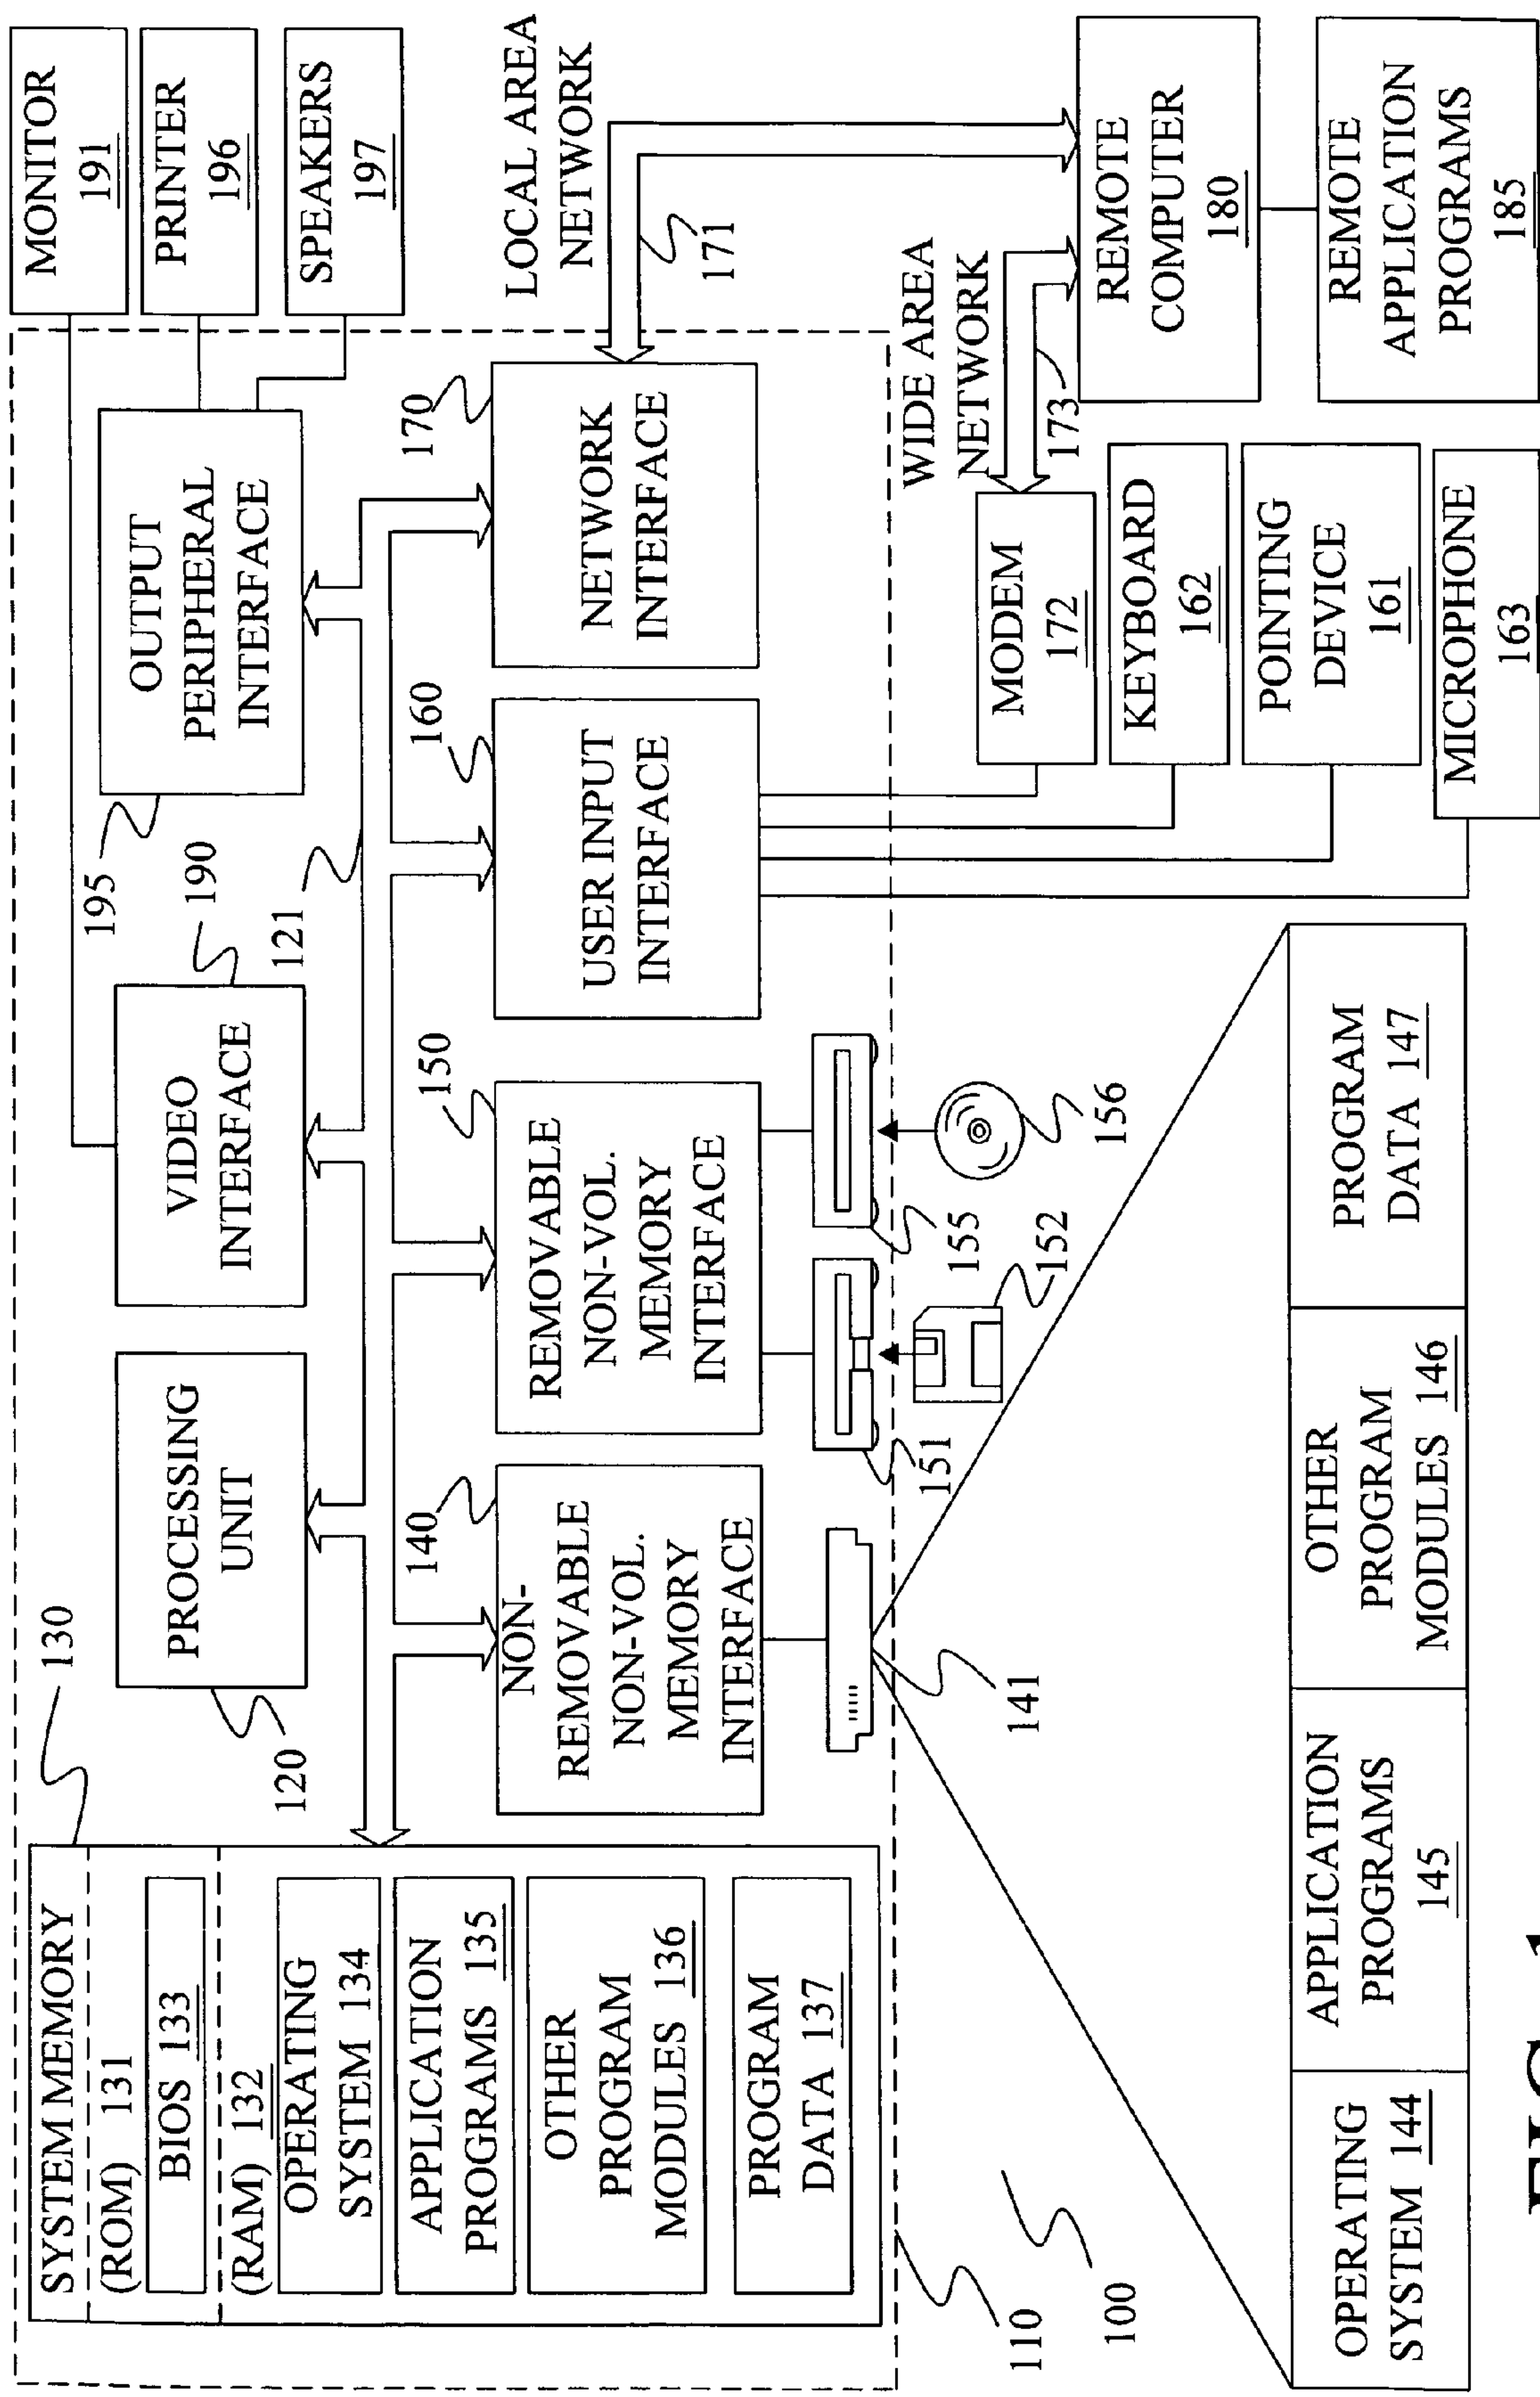 SYSTEM MEMORY
(ROM) 131
BIOS 133
(RAM) 132
OPERATING
SYSTEM 134
APPLICATION
PROGRAMS 135
OTHER
PROGRAM
MODULES 136
PROGRAM
DATA 137
130
120
PROCESSING
UNIT
VIDEO
INTERFACE
190
121
195
OUTPUT
PERIPHERAL
INTERFACE
MONITOR
191
PRINTER
196
SPEAKERS
197
140
NON-
REMOVABLE
NON-VOL.
MEMORY
INTERFACE
150
REMOVABLE
NON-VOL.
MEMORY
INTERFACE
160
USER INPUT
INTERFACE
170
NETWORK
INTERFACE
LOCAL AREA
NETWORK
171
WIDE AREA
NETWORK
173
141
151
152
155
156
MODEM
172
KEYBOARD
162
POINTING
DEVICE
161
MICROPHONE
163
REMOTE
COMPUTER
180
REMOTE
APPLICATION
PROGRAMS
185
110
100
OPERATING
SYSTEM 144
APPLICATION
PROGRAMS
145
OTHER
PROGRAM
MODULES 146
PROGRAM
DATA 147